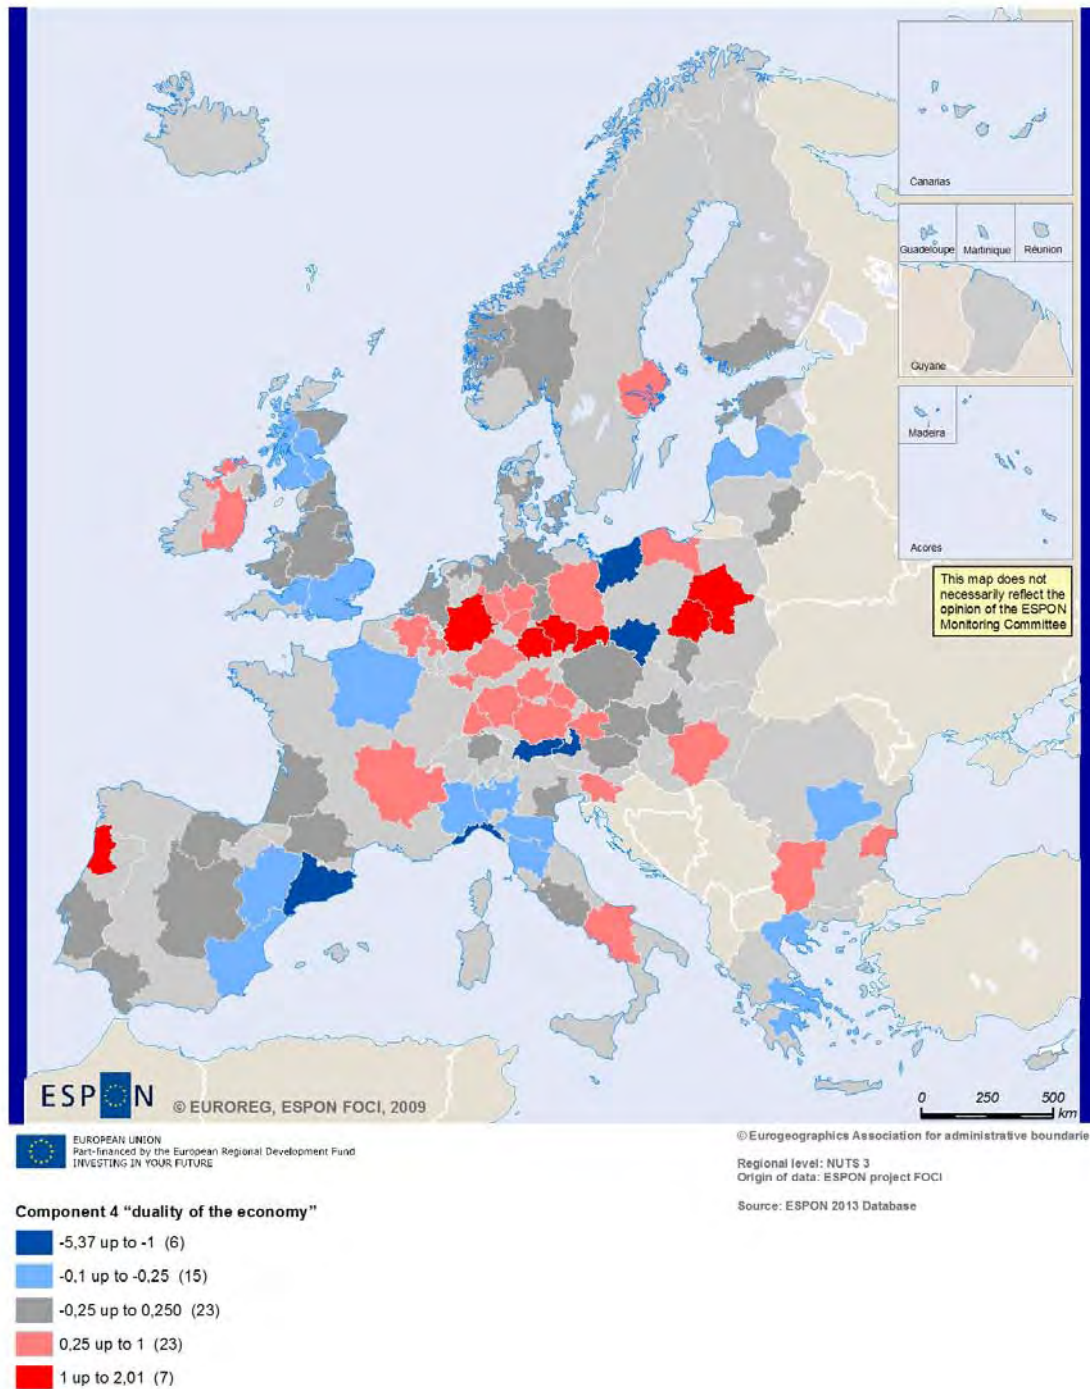 Canarias
Guadeloupe
Martinique
Réunion
Guyane
Madeira
Acores
This map does not
necessarily reflect the
opinion of the ESPON
Monitoring Committee
ESPON
© EUROREG, ESPON FOCI, 2009
0 250 500
km
EUROPEAN UNION
Part-financed by the European Regional Development Fund
INVESTING IN YOUR FUTURE
© Eurogeographics Association for administrative boundarie
Regional level: NUTS 3
Origin of data: ESPON project FOCI
Source: ESPON 2013 Database
Component 4 “duality of the economy”
-5,37 up to -1 (6)
-0,1 up to -0,25 (15)
-0,25 up to 0,250 (23)
0,25 up to 1 (23)
1 up to 2,01 (7)